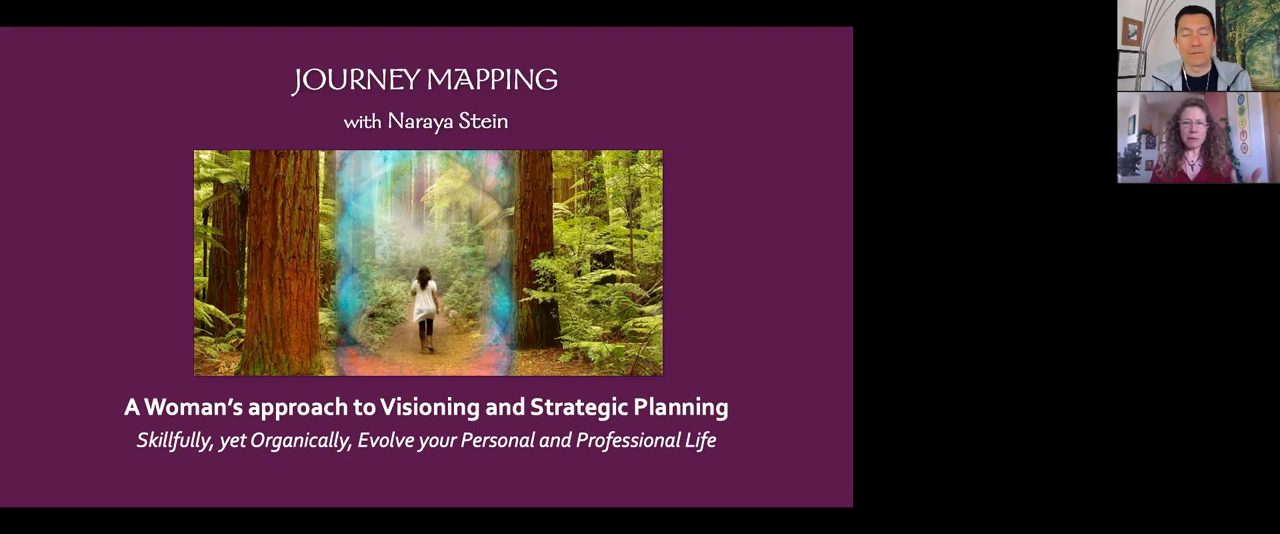 JOURNEY MAPPING
with Naraya Stein
A Woman's approach to Visioning and Strategic Planning
Skillfully, yet Organically, Evolve your Personal and Professional Life